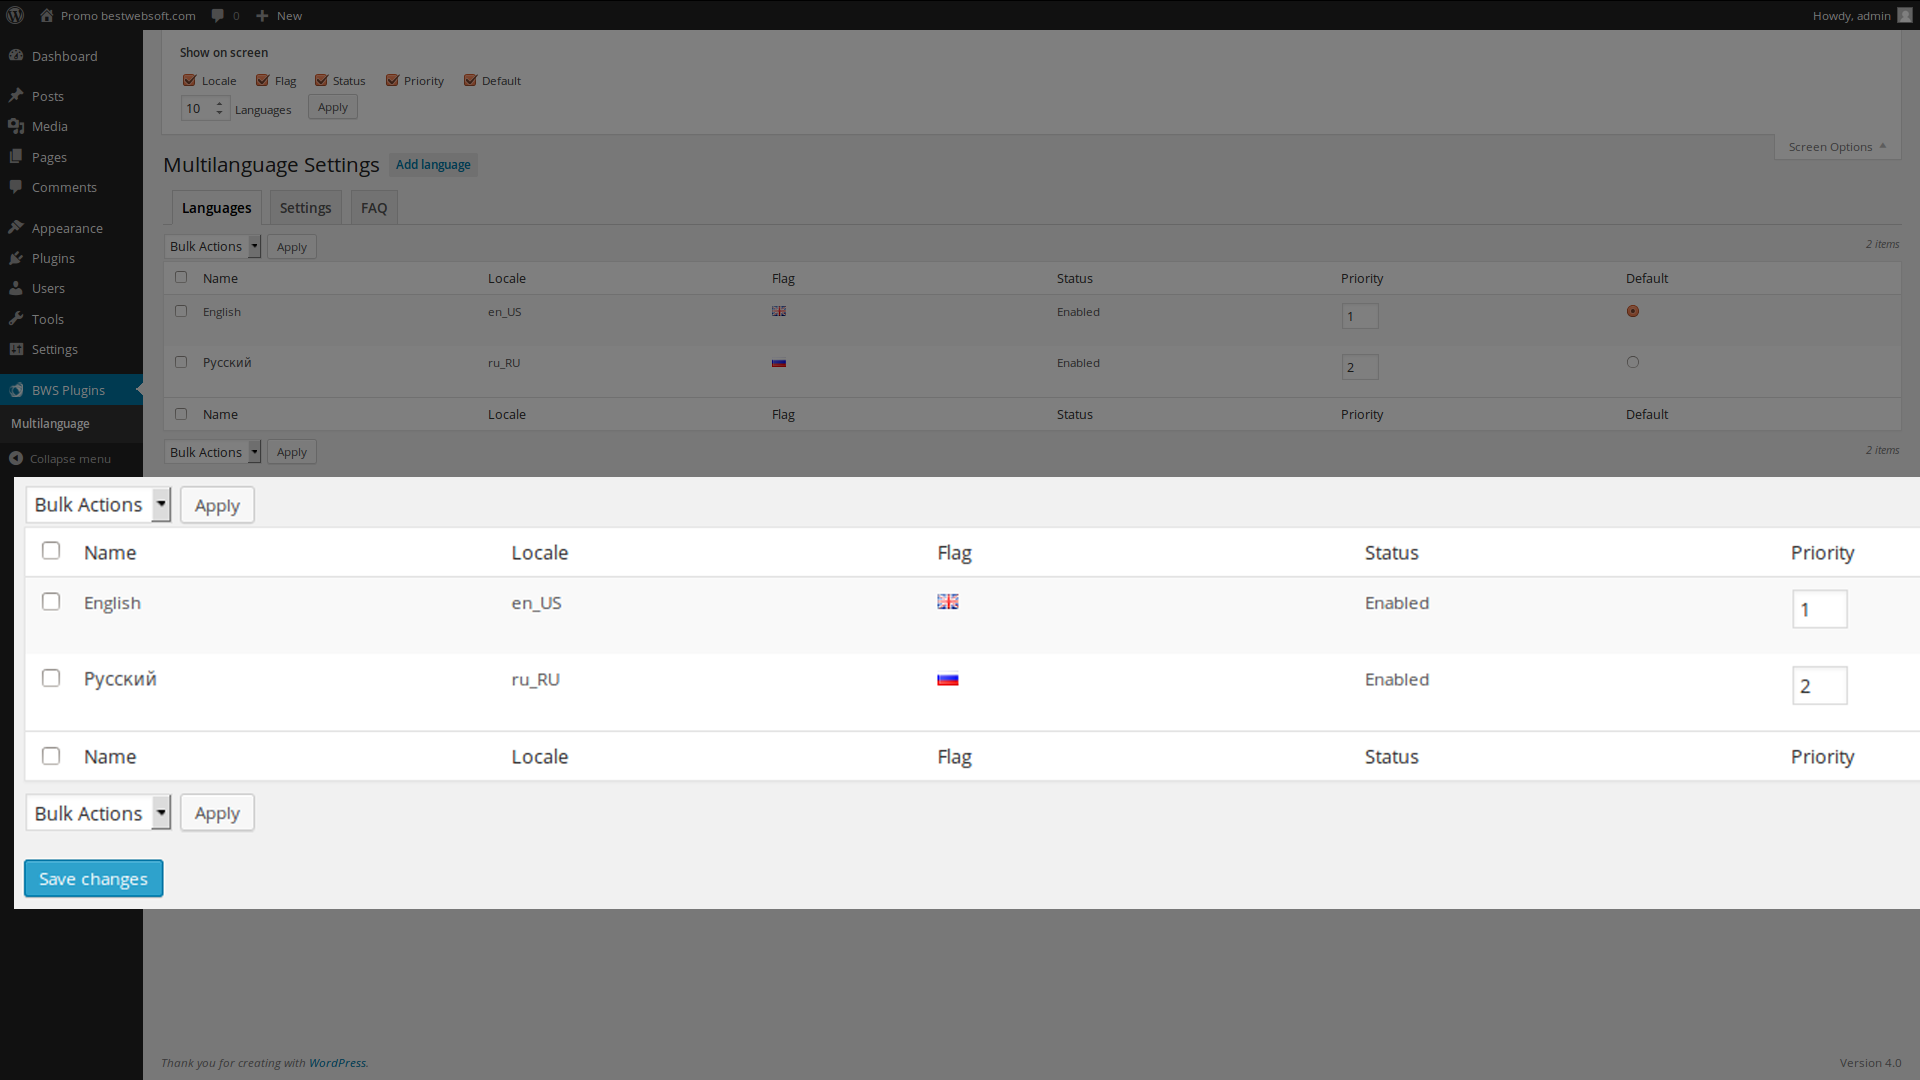 Promo bestwebsoft.com 0 New Howdy, admin
Dashboard
Posts
Media
Pages
Comments
Appearance
Plugins
Users
Tools
Settings
BWS Plugins
Multilanguage
Collapse menu
Show on screen
Locale Flag Status Priority Default
10 Languages Apply
Screen Options
Multilanguage Settings Add language
Languages Settings FAQ
Bulk Actions Apply 2 items
Name Locale Flag Status Priority Default
English en_US Enabled 1
Русский ru_RU Enabled 2
Name Locale Flag Status Priority Default
Bulk Actions Apply 2 items
Bulk Actions Apply
Name Locale Flag Status Priority
English en_US Enabled 1
Русский ru_RU Enabled 2
Name Locale Flag Status Priority
Bulk Actions Apply
Save changes
Thank you for creating with WordPress. Version 4.0